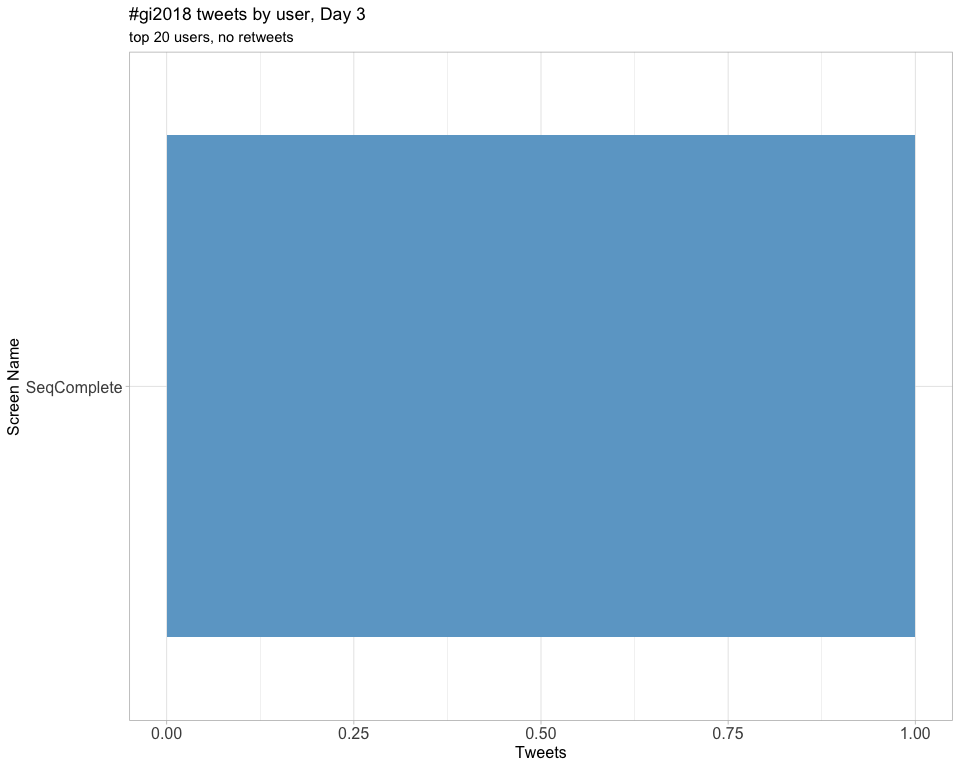 #gi2018 tweets by user, Day 3
top 20 users, no retweets
Screen Name
SeqComplete
0.00 0.25 0.50 0.75 1.00
Tweets